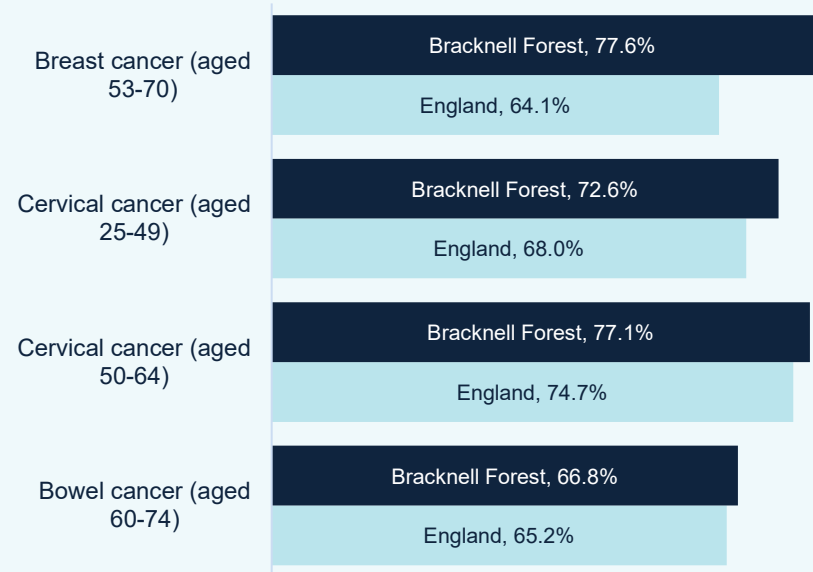 Breast cancer (aged
53-70)
Bracknell Forest, 77.6%
England, 64.1%
Cervical cancer (aged
25-49)
Bracknell Forest, 72.6%
England, 68.0%
Cervical cancer (aged
50-64)
Bracknell Forest, 77.1%
England, 74.7%
Bowel cancer (aged
60-74)
Bracknell Forest, 66.8%
England, 65.2%